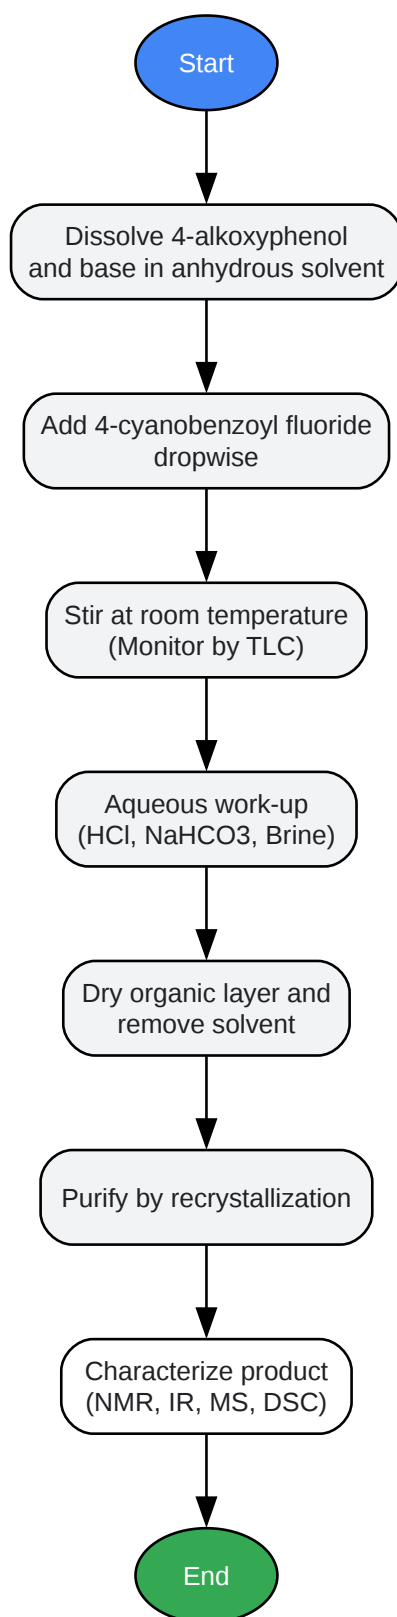 Start
Dissolve 4-alkoxyphenol
and base in anhydrous solvent
Add 4-cyanobenzoyl fluoride
dropwise
Stir at room temperature
(Monitor by TLC)
Aqueous work-up
(HCl, NaHCO3, Brine)
Dry organic layer and
remove solvent
Purify by recrystallization
Characterize product
(NMR, IR, MS, DSC)
End